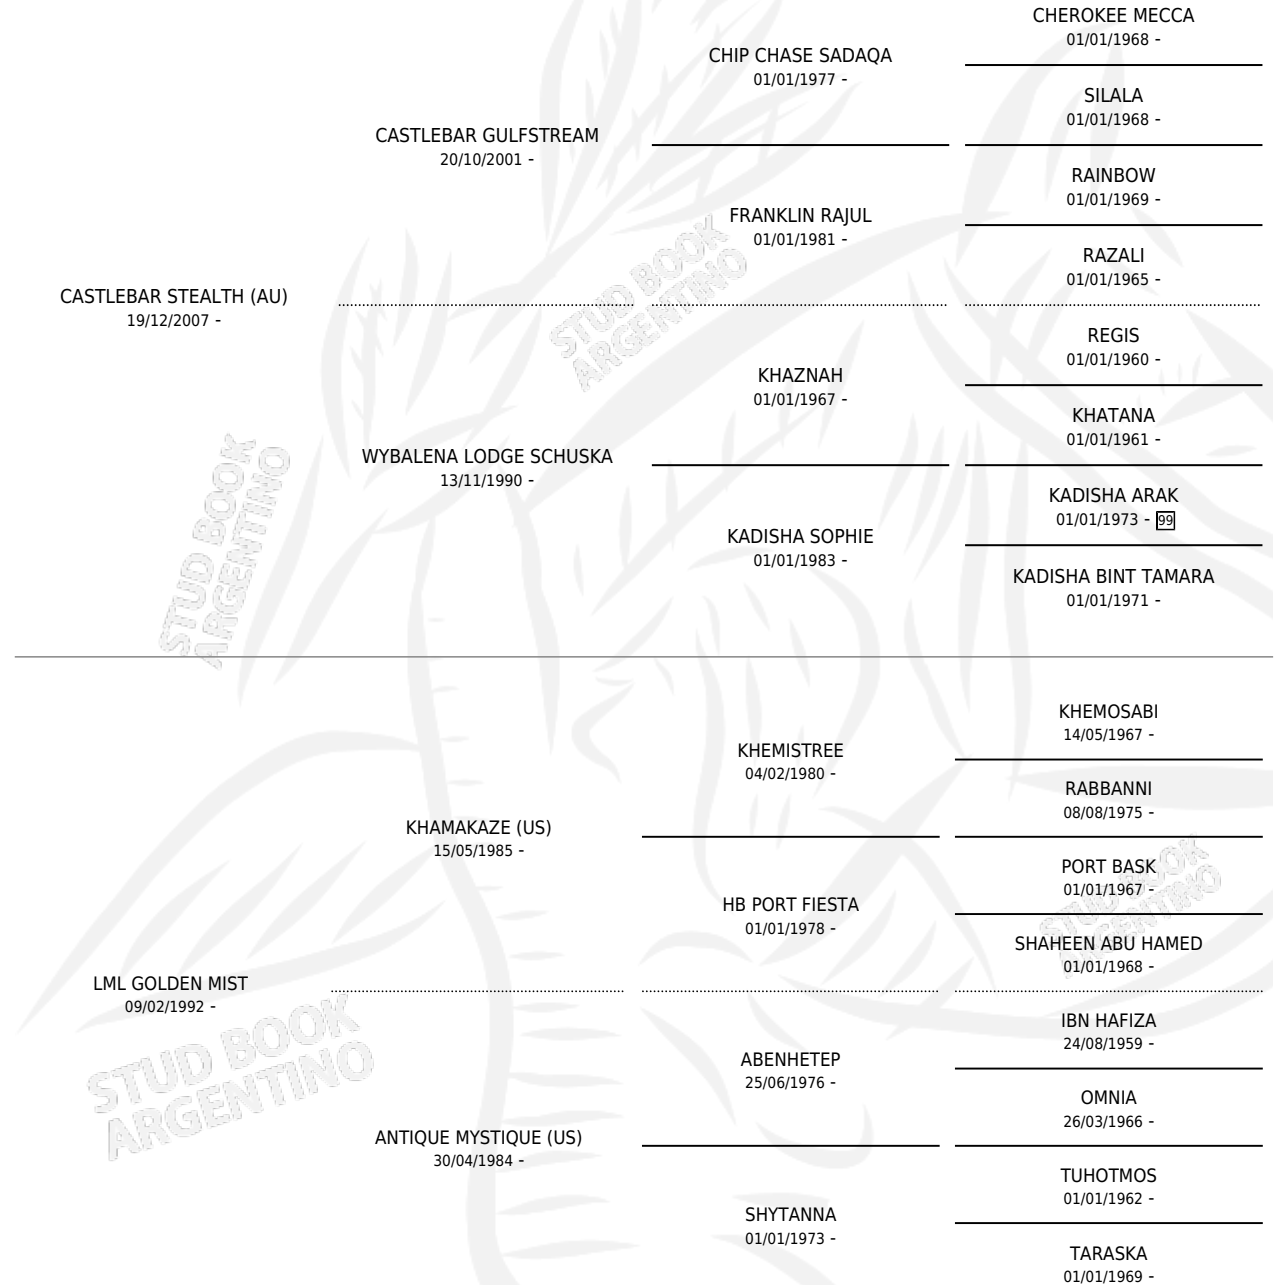 CHEROKEE MECCA
01/01/1968 -
CHIP CHASE SADAQA
01/01/1977 -
SILALA
01/01/1968 -
CASTLEBAR GULFSTREAM
20/10/2001 -
RAINBOW
01/01/1969 -
FRANKLIN RAJUL
01/01/1981 -
RAZALI
01/01/1965 -
CASTLEBAR STEALTH (AU)
19/12/2007 -
STUD BOOK
ARGENTINO
REGIS
01/01/1960 -
KHAZNAH
01/01/1967 -
KHATANA
01/01/1961 -
WYBALENA LODGE SCHUSKA
13/11/1990 -
KADISHA ARAK
01/01/1973 - 99
KADISHA SOPHIE
01/01/1983 -
KADISHA BINT TAMARA
01/01/1971 -
STUD BOOK
ARGENTINO
KHEMOSABI
14/05/1967 -
KHEMISTREE
04/02/1980 -
RABBANNI
08/08/1975 -
KHAMAKAZE (US)
15/05/1985 -
PORT BASK
01/01/1967 -
HB PORT FIESTA
01/01/1978 -
SHAHEEN ABU HAMED
01/01/1968 -
STUD BOOK
ARGENTINO
LML GOLDEN MIST
09/02/1992 -
IBN HAFIZA
24/08/1959 -
ABENHETEP
25/06/1976 -
OMNIA
26/03/1966 -
STUD BOOK
ARGENTINO
ANTIQUE MYSTIQUE (US)
30/04/1984 -
TUHOTMOS
01/01/1962 -
SHYTANNA
01/01/1973 -
TARASKA
01/01/1969 -